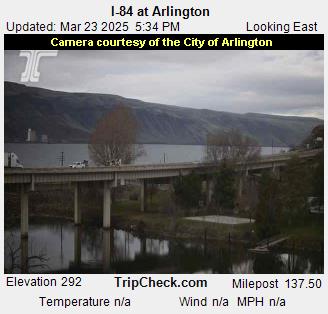 I-84 at Arlington
Updated: Mar 23 2025 5:34 PM Looking East
Camera courtesy of the City of Arlington
Elevation 292 TripCheck.com Milepost 137.50
Temperature n/a Wind n/a MPH n/a